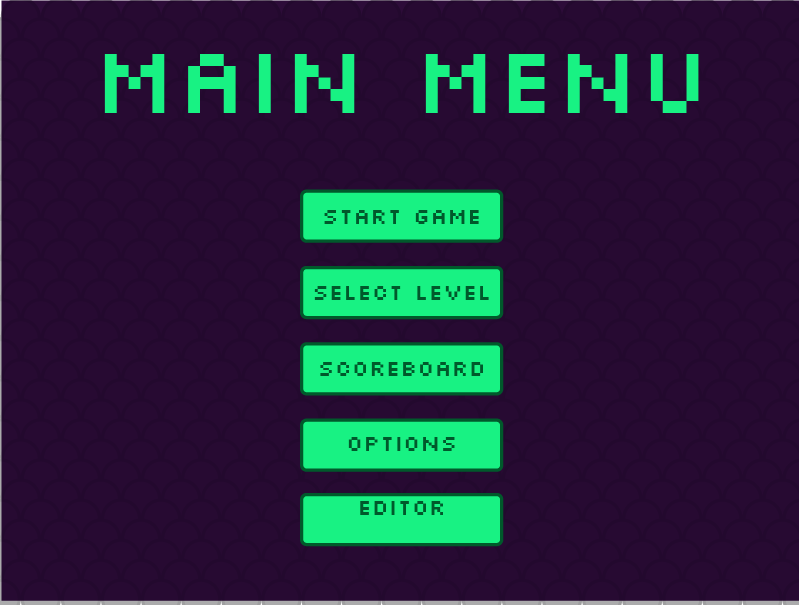 MAIN MENU
START GAME
SELECT LEVEL
SCOREBOARD
OPTIONS
EDITOR